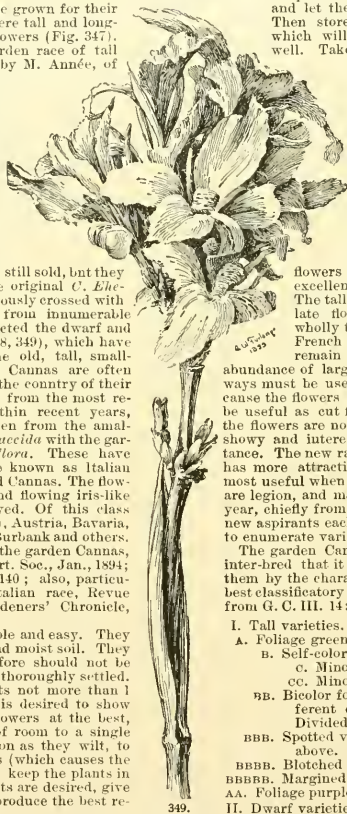 e grown for their
ere tall and long-
owers (Fig. 347).
rden race of tall
by M. Année, of
still sold, but they
e original C. Ehe-
ously crossed with
from innumerable
eted the dwarf and
8, 349), which have
e old, tall, small-
Cannas are often
the country of their
from the most re-
thin recent years,
en from the amal-
uccida with the gar-
flora. These have
known as Italian
d Cannas. The flow-
nd flowing iris-like
ved. Of this class
), Austria, Bavaria,
Burbank and others.
the garden Cannas,
rt. Soc., Jan., 1894;
140; also, particu-
talian race, Revue
deners' Chronicle,
ple and easy. They
nd moist soil. They
fore should not be
thoroughly settled.
ts not more than 1
is desired to show
owers at the best,
f room to a single
on as they wilt, to
s (which causes the
keep the plants in
ts are desired, give
produce the best re-
349.
and let the
Then store
which will
well. Take
flowers
excellen
The tall
late flo
wholly t
French
remain
abundance of larg
ways must be use
cause the flowers
be useful as cut f
the flowers are no
showy and intere
tance. The new ra
has more attracti
most useful when
are legion, and ma
year, chiefly from
new aspirants eac
to enumerate vari
The garden Can
inter-bred that it
them by the chara
best classificatory
from G. C. III. 14:
I. Tall varieties.
A. Foliage green
B. Self-color
C. Mino
CC. Mino
BB. Bicolor fo
ferent c
Divided
BBB. Spotted v
above.
BBBB. Blotched
BBBBB. Margined
AA. Foliage purple
II. Dwarf varietie